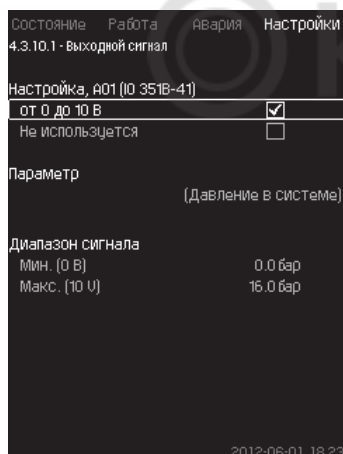 Состояние Работа Авария Настройки
4.3.10.1 - Выходной сигнал
Настройка, AO1 (IO 351B-41)
от 0 до 10 В
Не используется
Параметр
(Давление в системе)
Диапазон сигнала
Мин. (0 В) 0.0 бар
Макс. (10 V) 16.0 бар
2012-06-01 18:23